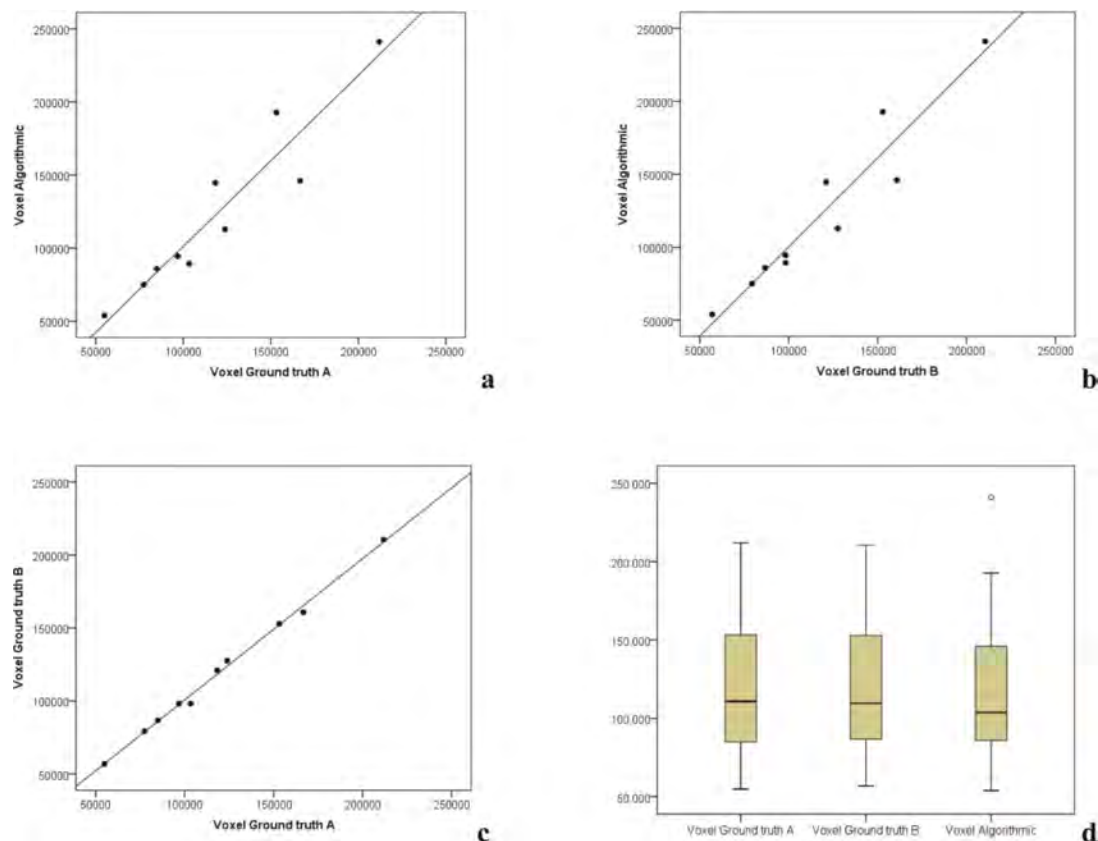 250000
200000
150000
100000
50000
Voxel Algorithmic
50000 100000 150000 200000 250000
Voxel Ground truth A
a
250000
200000
150000
100000
50000
Voxel Algorithmic
50000 100000 150000 200000 250000
Voxel Ground truth B
b
250000
200000
150000
100000
50000
Voxel Ground truth B
50000 100000 150000 200000 250000
Voxel Ground truth A
c
250.000
200.000
150.000
100.000
50.000
Voxel Ground truth A Voxel Ground truth B Voxel Algorithmic
d